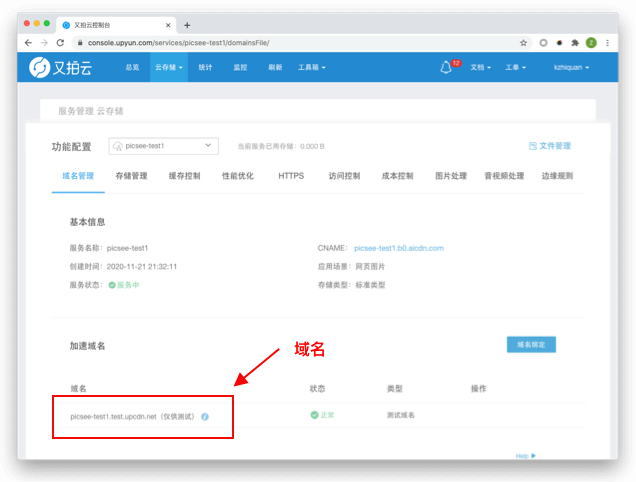 又拍云控制台
console.upyun.com/services/picsee-test1/domainsFile/
又拍云 总览 云存储 统计 监控 刷新 工具箱 12 文档 工单 kzhiquan
服务管理 云存储
功能配置 picsee-test1 当前服务已用存储：0.000 B 文件管理
域名管理 存储管理 缓存控制 性能优化 HTTPS 访问控制 成本控制 图片处理 音视频处理 边缘规则
基本信息
服务名称：picsee-test1 CNAME：picsee-test1.b0.aicdn.com
创建时间：2020-11-21 21:32:11 应用场景：网页图片
服务状态：服务中 存储类型：标准类型
加速域名 域名 域名绑定
域名 状态 类型 操作
picsee-test1.test.upcdn.net（仅供测试） 正常 测试域名
Help